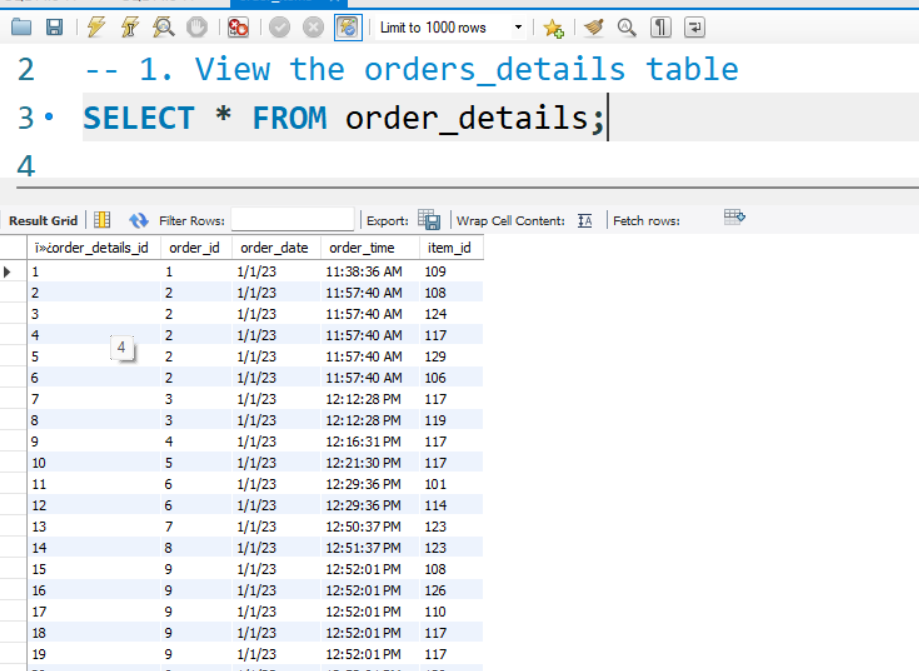 Limit to 1000 rows
2 -- 1. View the orders_details table
3 SELECT * FROM order_details;
4
Result Grid Filter Rows: Export: Wrap Cell Content: Fetch rows:
ï»¿order_details_id order_id order_date order_time item_id
1 1 1/1/23 11:38:36 AM 109
2 2 1/1/23 11:57:40 AM 108
3 2 1/1/23 11:57:40 AM 124
4 2 1/1/23 11:57:40 AM 117
4
5 2 1/1/23 11:57:40 AM 129
6 2 1/1/23 11:57:40 AM 106
7 3 1/1/23 12:12:28 PM 117
8 3 1/1/23 12:12:28 PM 119
9 4 1/1/23 12:16:31 PM 117
10 5 1/1/23 12:21:30 PM 117
11 6 1/1/23 12:29:36 PM 101
12 6 1/1/23 12:29:36 PM 114
13 7 1/1/23 12:50:37 PM 123
14 8 1/1/23 12:51:37 PM 123
15 9 1/1/23 12:52:01 PM 108
16 9 1/1/23 12:52:01 PM 126
17 9 1/1/23 12:52:01 PM 110
18 9 1/1/23 12:52:01 PM 117
19 9 1/1/23 12:52:01 PM 117